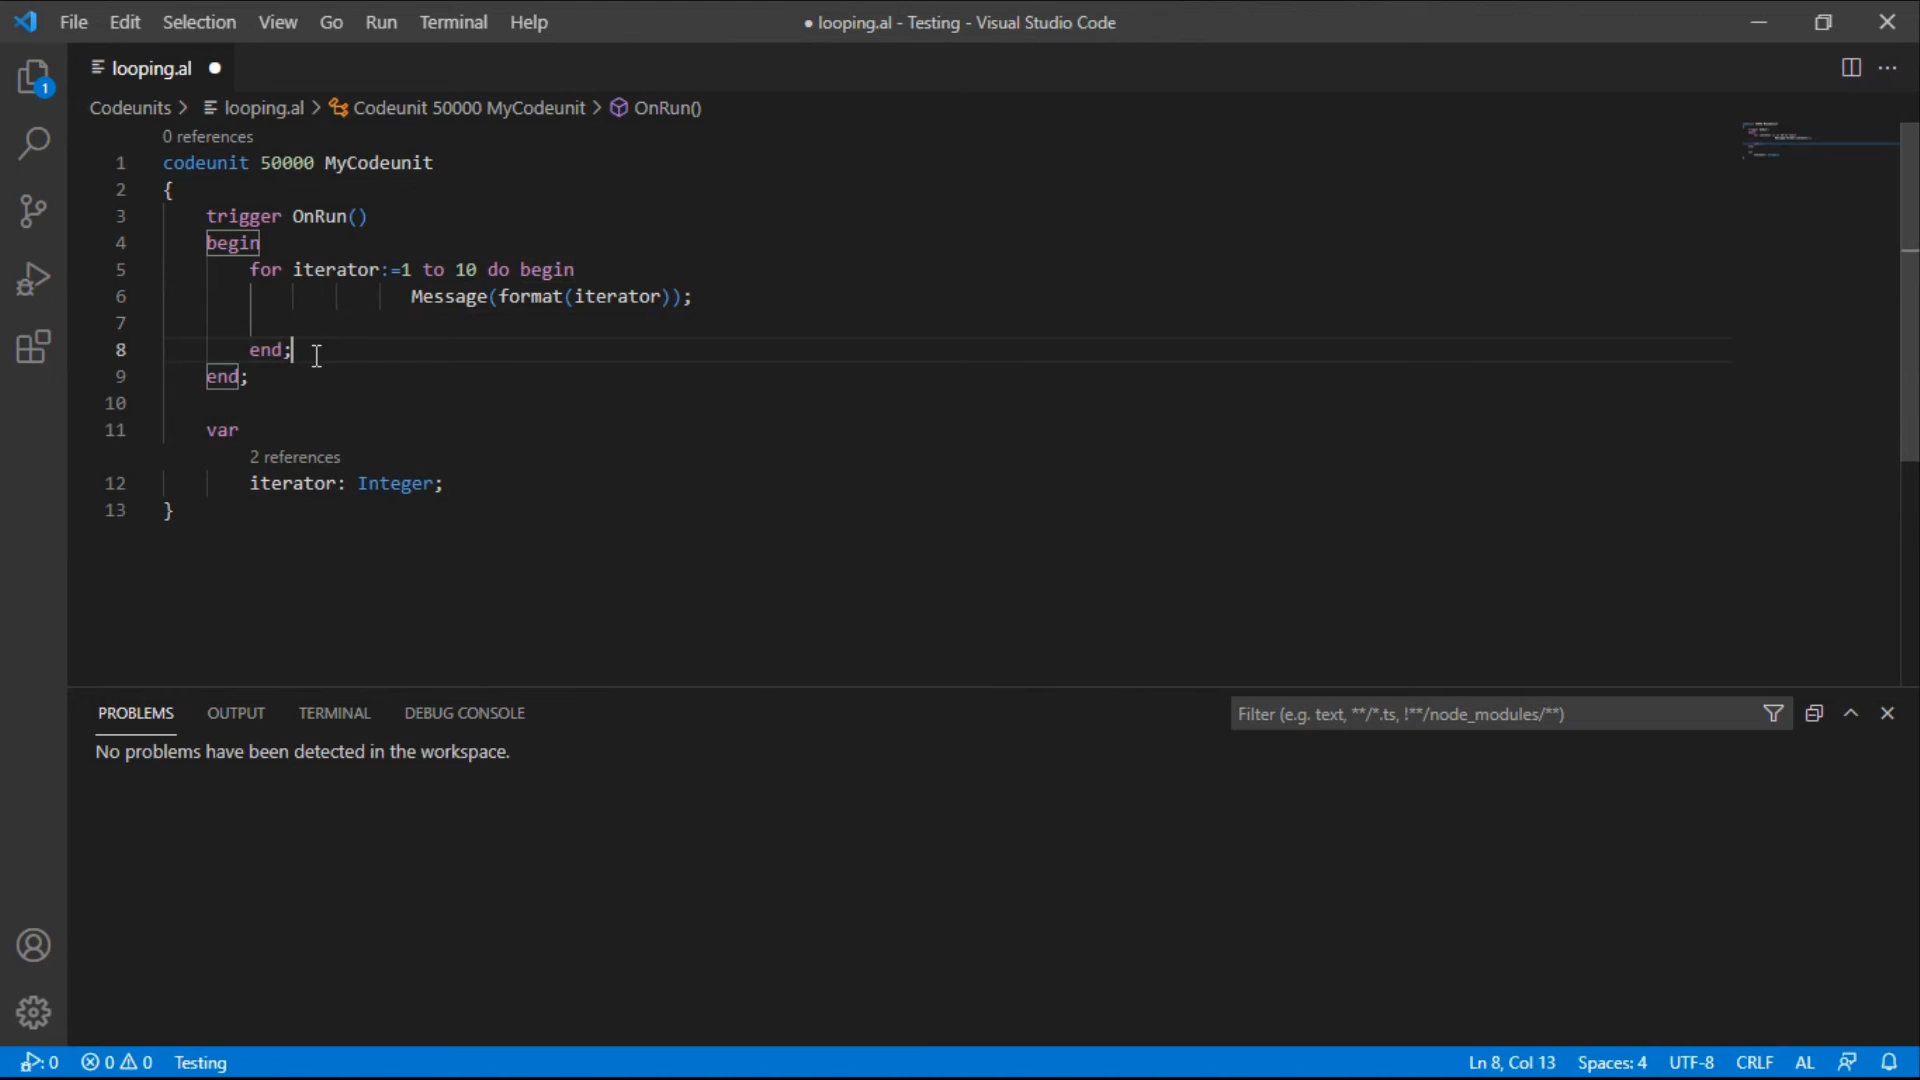 File Edit Selection View Go Run Terminal Help ● looping.al - Testing - Visual Studio Code
looping.al
Codeunits > looping.al > Codeunit 50000 MyCodeunit > OnRun()
0 references
1 codeunit 50000 MyCodeunit
2 {
3 trigger OnRun()
4 begin
5 for iterator:=1 to 10 do begin
6 Message(format(iterator));
7
8 end;
9 end;
10
11 var
2 references
12 iterator: Integer;
13 }
PROBLEMS OUTPUT TERMINAL DEBUG CONSOLE Filter (e.g. text, **/*.ts, !**/node_modules/**)
No problems have been detected in the workspace.
1
: 0 0 0 Testing Ln 8, Col 13 Spaces: 4 UTF-8 CRLF AL